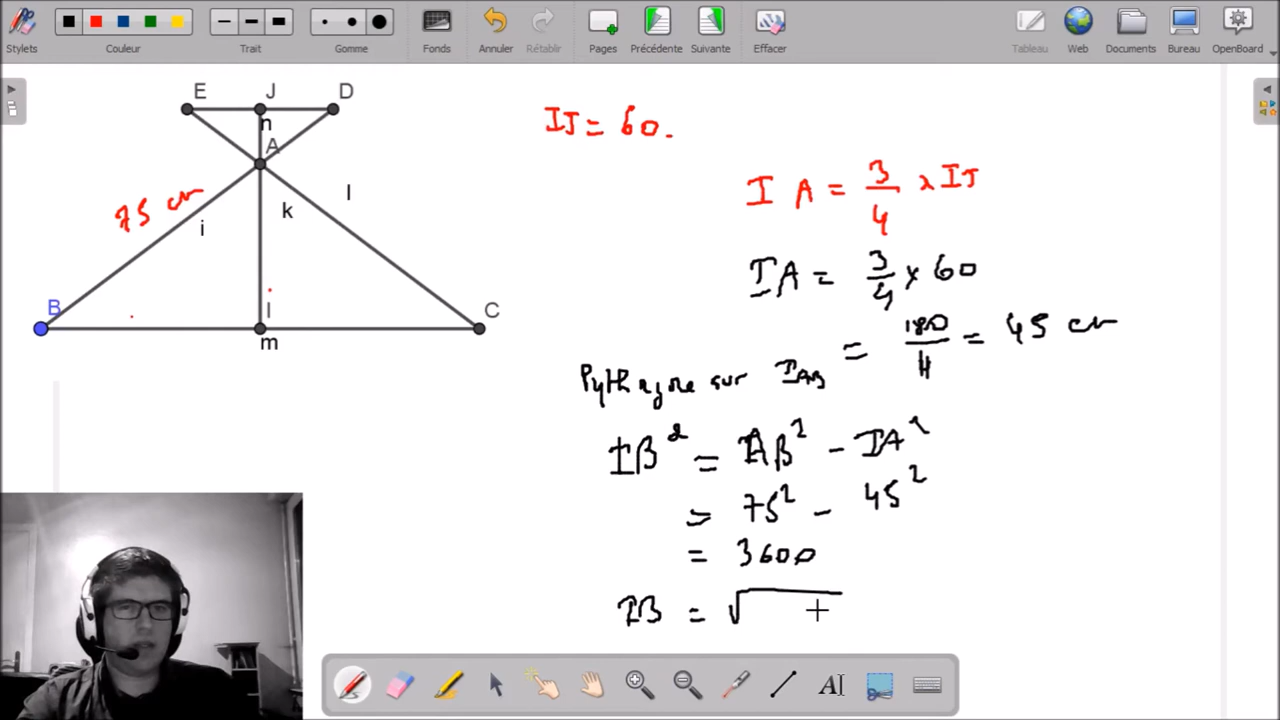 Stylets Couleur Trait Gomme Fonds Annuler Rétablir Pages Précédente Suivante Effacer Tableau Web Documents Bureau OpenBoard
E J D
n
A
75 cm
l
k
i
B
I
C
m
IJ = 60.
IA = 3/4 x IJ
IA = 3/4 x 60
= 180/4 = 45 cm
Pythagore sur IAB
IB² = AB² - IA²
= 75² - 45²
= 3600
IB = √
AI